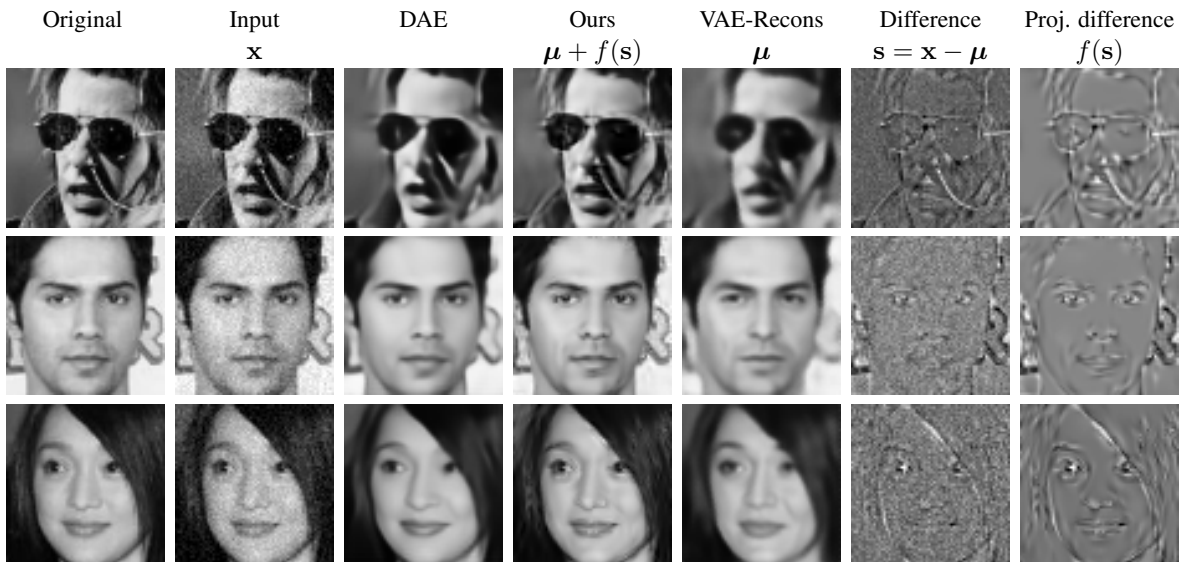 Original Input DAE Ours VAE-Recons Difference Proj. difference
x μ + f(s) μ s = x − μ f(s)